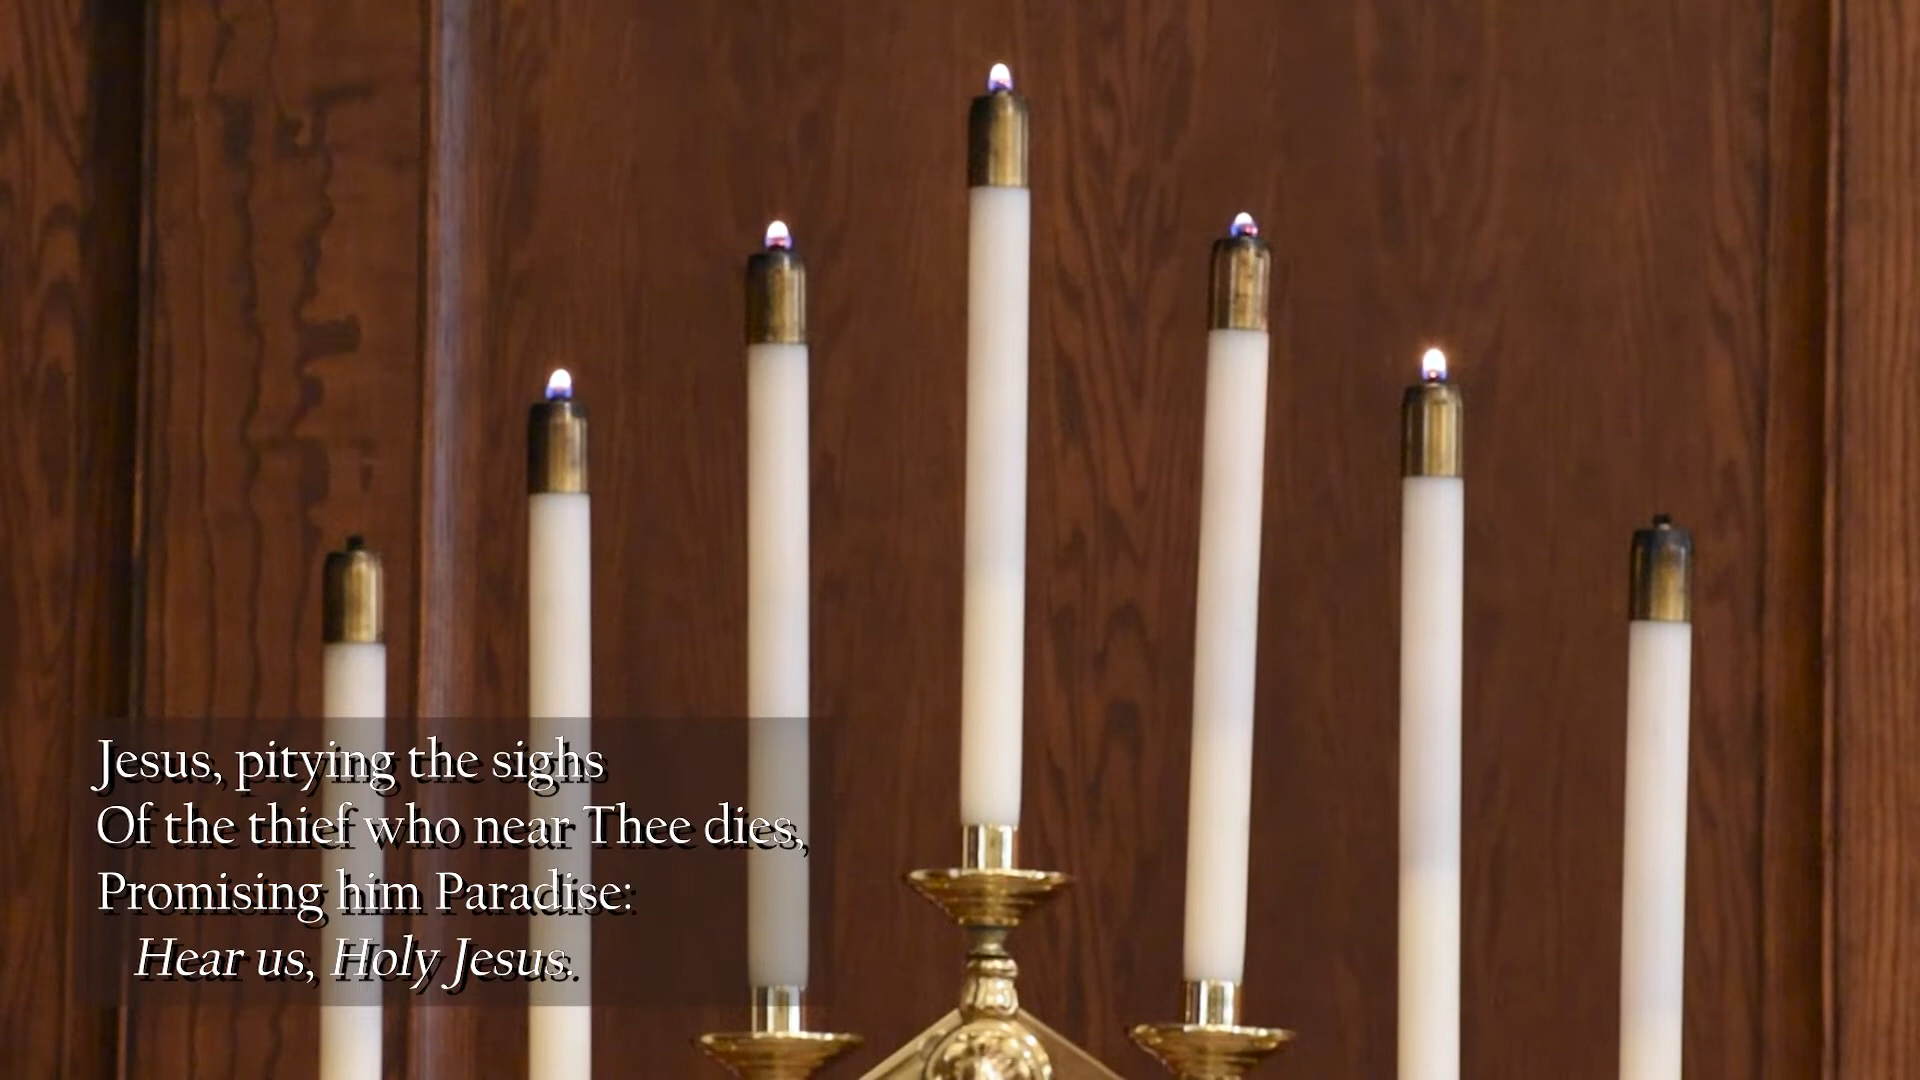 Jesus, pitying the sighs
Of the thief who near Thee dies,
Promising him Paradise:
Hear us, Holy Jesus.